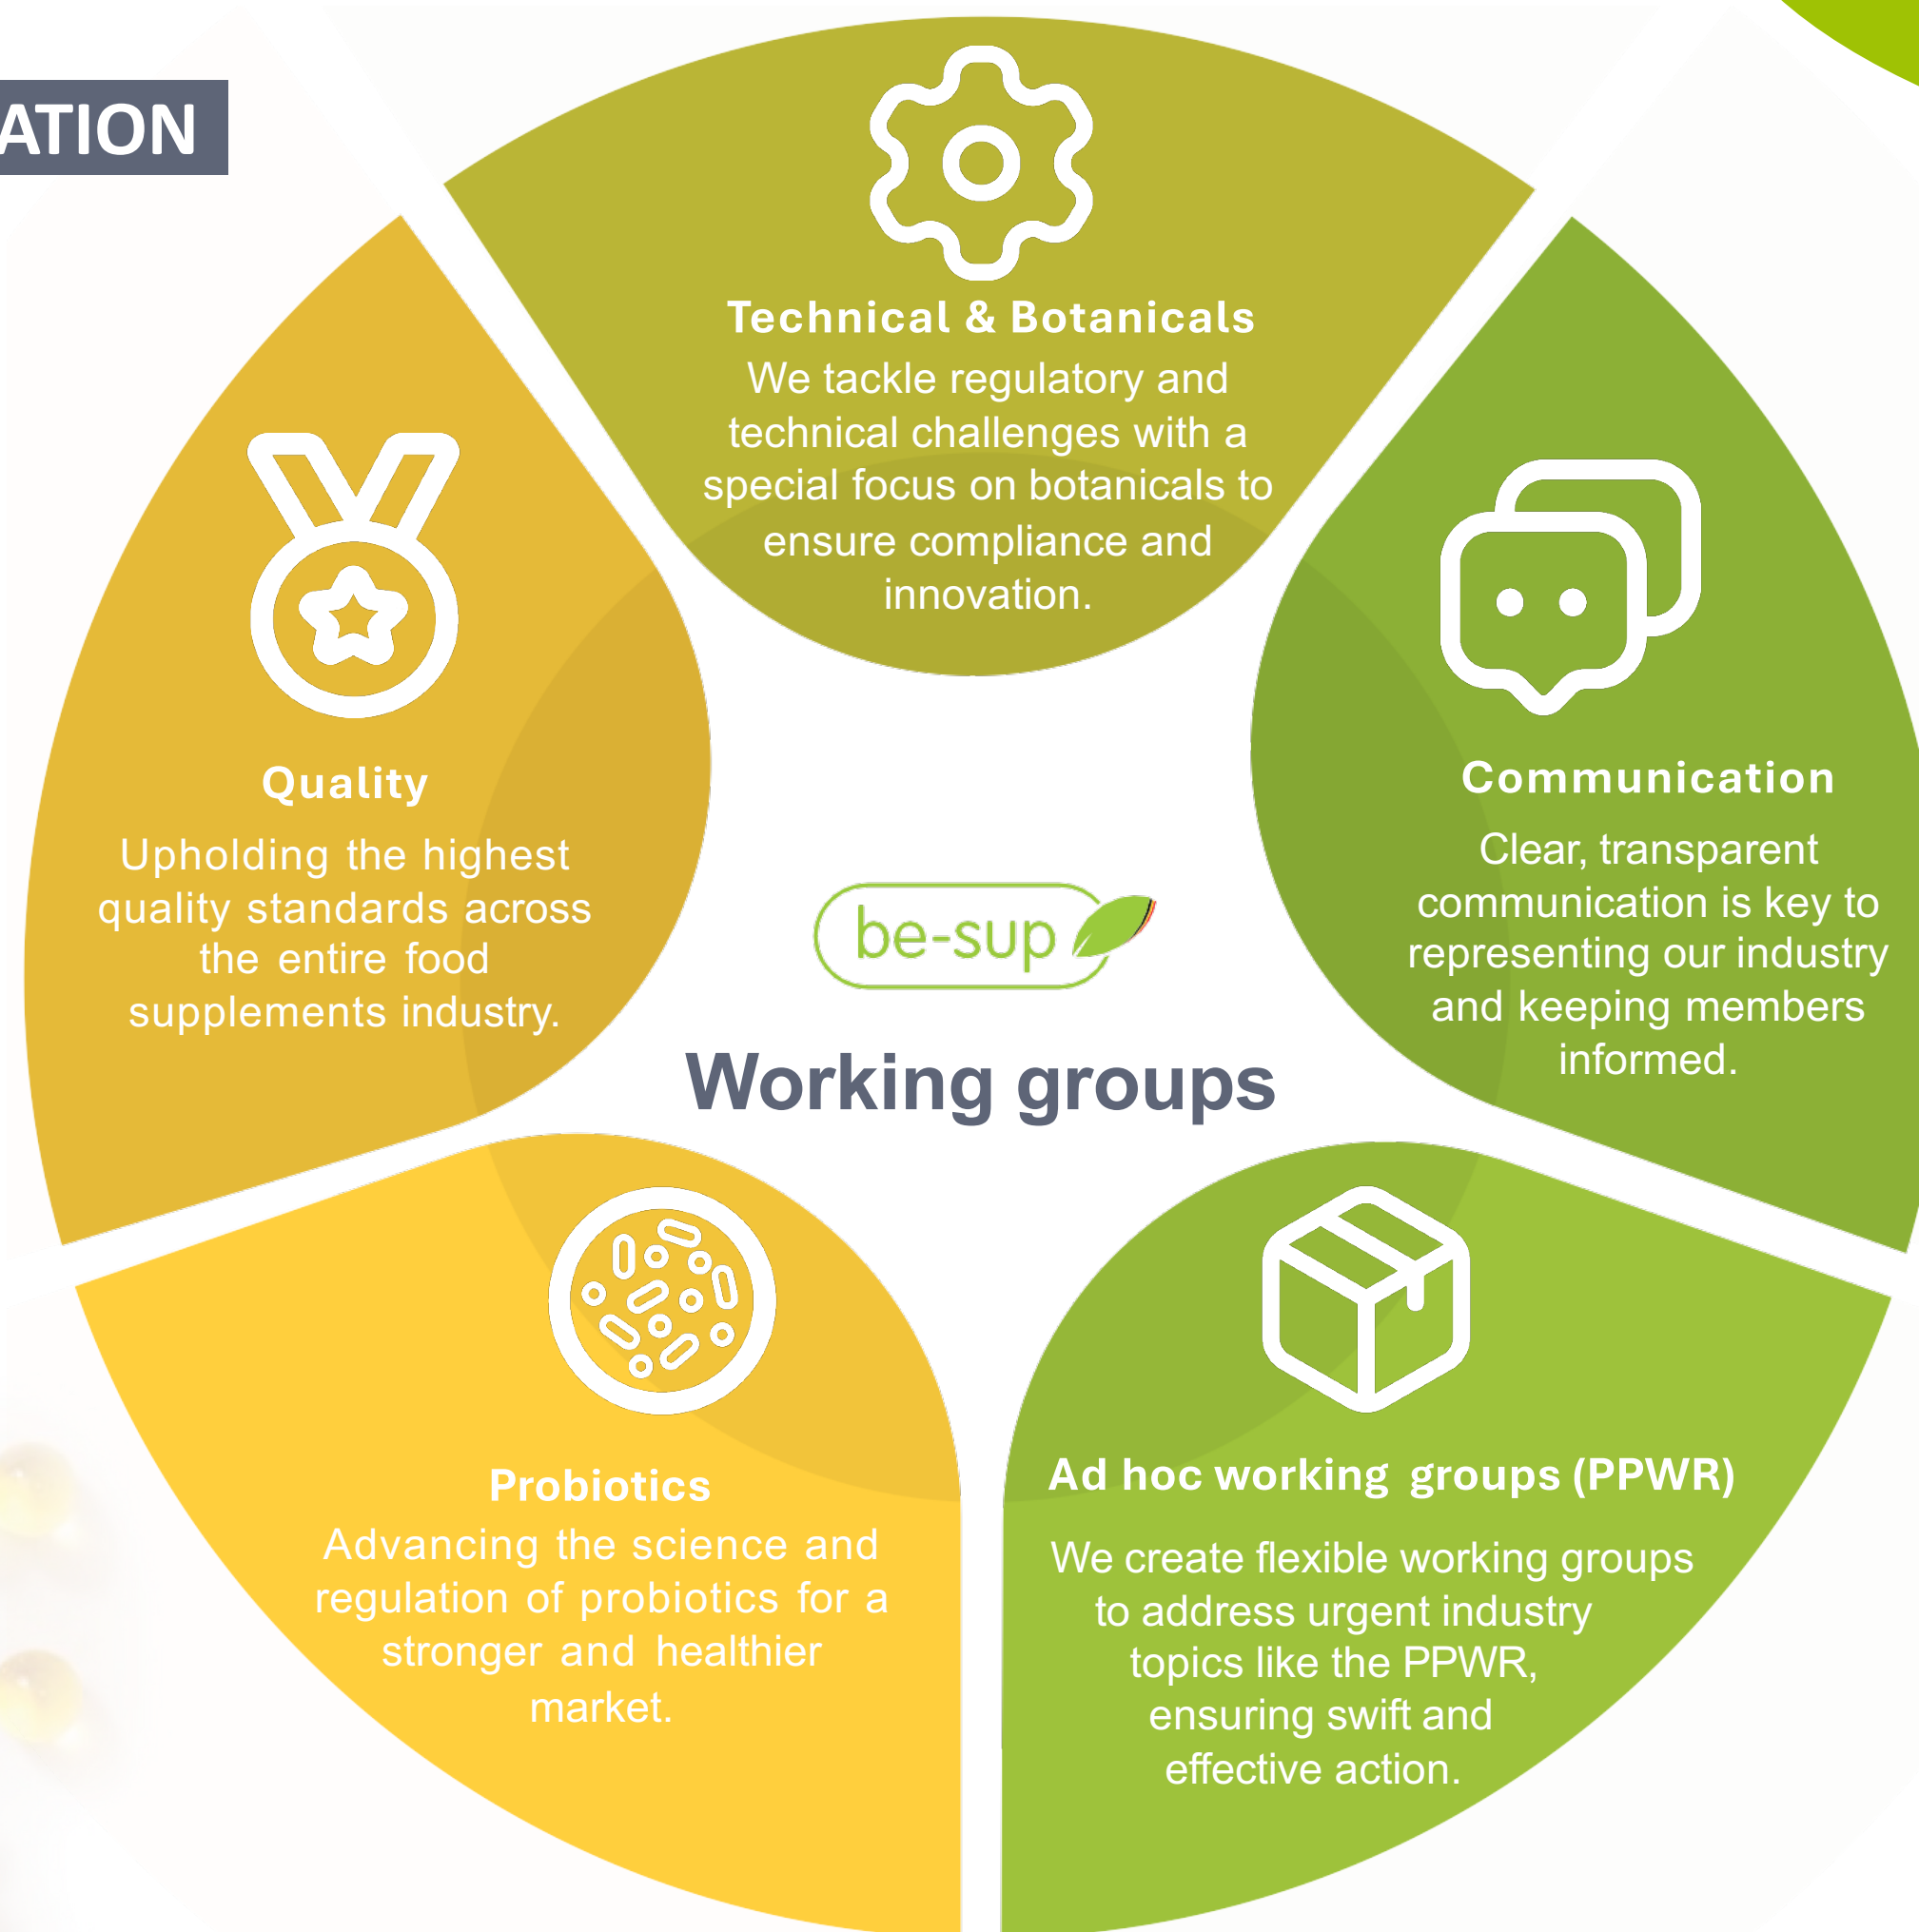 ATION
Technical & Botanicals
We tackle regulatory and
technical challenges with a
special focus on botanicals to
ensure compliance and
innovation.
Quality
Upholding the highest
quality standards across
the entire food
supplements industry.
Communication
Clear, transparent
communication is key to
representing our industry
and keeping members
informed.
be-sup
Working groups
Probiotics
Advancing the science and
regulation of probiotics for a
stronger and healthier
market.
Ad hoc working groups (PPWR)
We create flexible working groups
to address urgent industry
topics like the PPWR,
ensuring swift and
effective action.